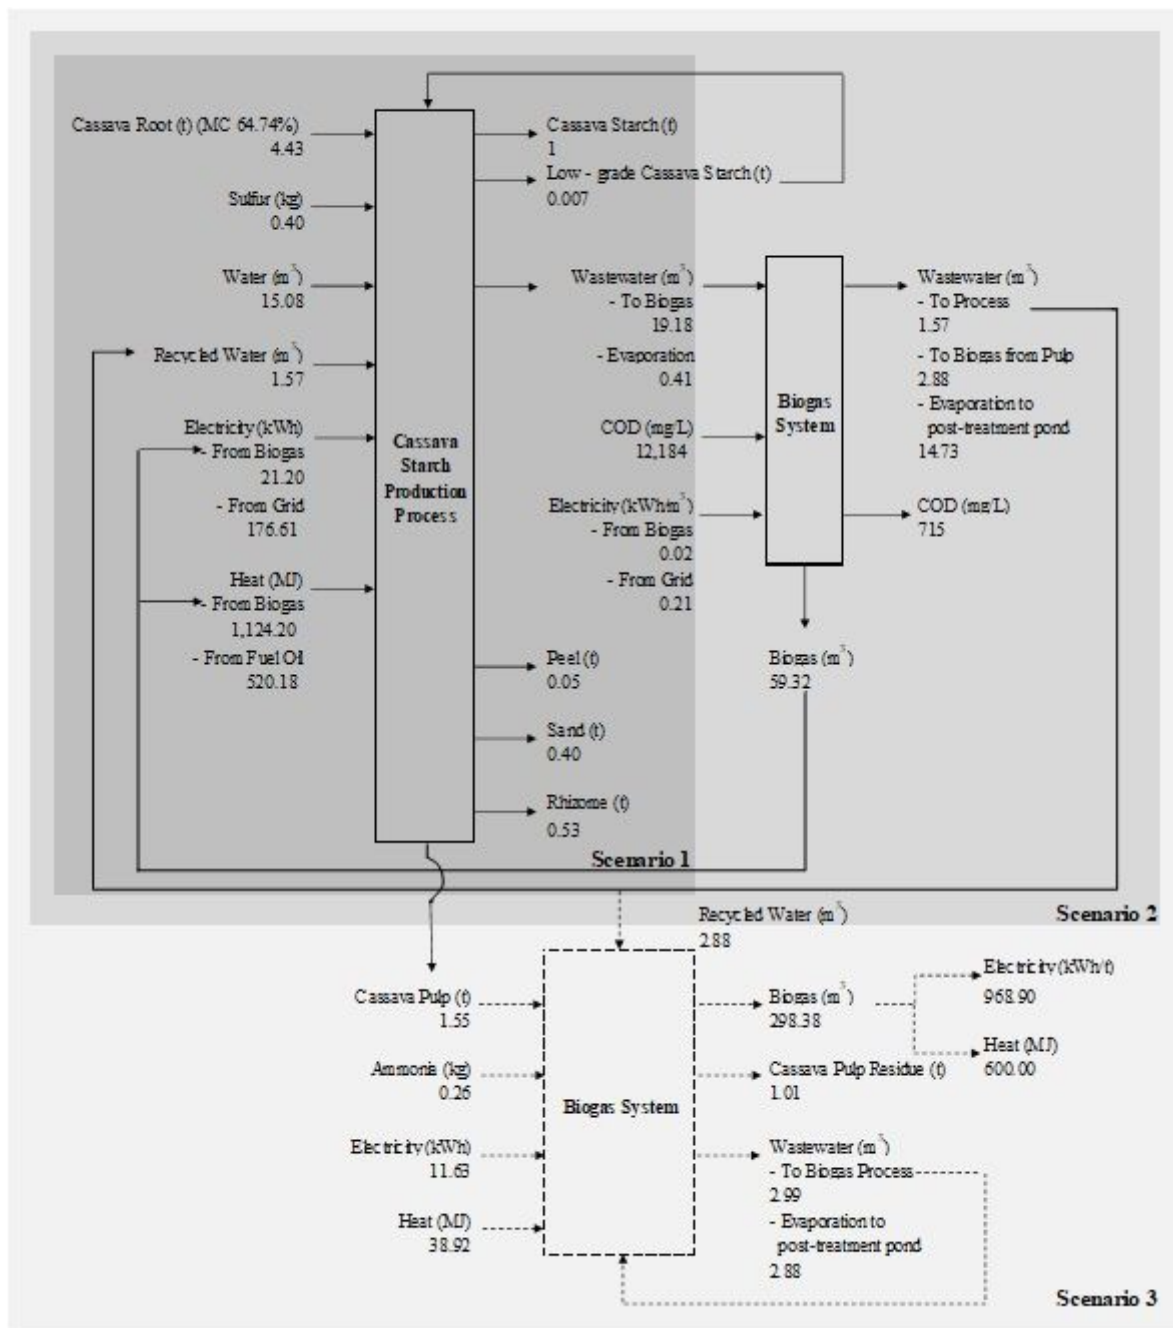 Cassava Root (t) (MC 64.74%)
4.43
Sulfur (kg)
0.40
Water (m³)
15.08
Recycled Water (m³)
1.57
Electricity (kWh)
- From Biogas
21.20
- From Grid
176.61
Heat (MJ)
- From Biogas
1,124.20
- From Fuel Oil
520.18
Cassava
Starch
Production
Process
Cassava Starch (t)
1
Low - grade Cassava Starch (t)
0.007
Wastewater (m³)
- To Biogas
19.18
- Evaporation
0.41
COD (mg/L)
12,184
Electricity (kWh/m³)
- From Biogas
0.02
- From Grid
0.21
Peel (t)
0.05
Sand (t)
0.40
Rhizome (t)
0.53
Scenario 1
Biogas
System
Wastewater (m³)
- To Process
1.57
- To Biogas from Pulp
2.88
- Evaporation to
post-treatment pond
14.73
COD (mg/L)
715
Biogas (m³)
59.32
Scenario 2
Recycled Water (m³)
2.88
Cassava Pulp (t)
1.55
Ammonia (kg)
0.26
Electricity (kWh)
11.63
Heat (MJ)
38.92
Biogas System
Biogas (m³)
298.38
Electricity (kWh/t)
968.90
Heat (MJ)
600.00
Cassava Pulp Residue (t)
1.01
Wastewater (m³)
- To Biogas Process
2.99
- Evaporation to
post-treatment pond
2.88
Scenario 3